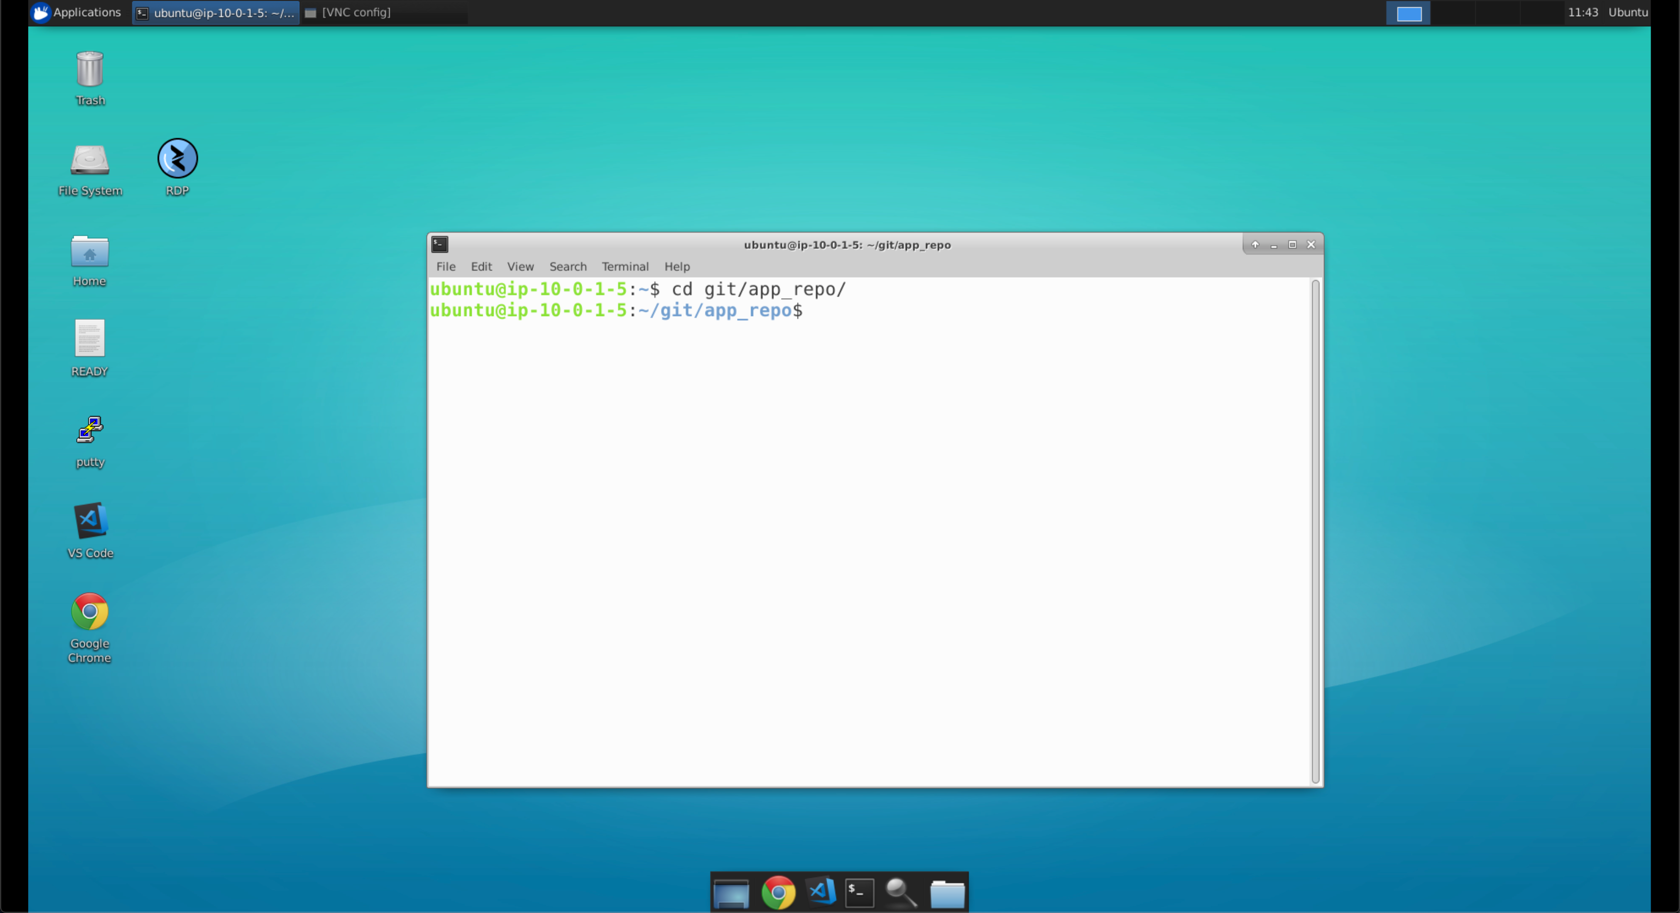 Applications
ubuntu@ip-10-0-1-5: ~/...
[VNC config]
11:43
Ubuntu
Trash
File System
RDP
Home
READY
putty
VS Code
Google
Chrome
ubuntu@ip-10-0-1-5: ~/git/app_repo
File Edit View Search Terminal Help
ubuntu@ip-10-0-1-5:~$ cd git/app_repo/
ubuntu@ip-10-0-1-5:~/git/app_repo$
$_